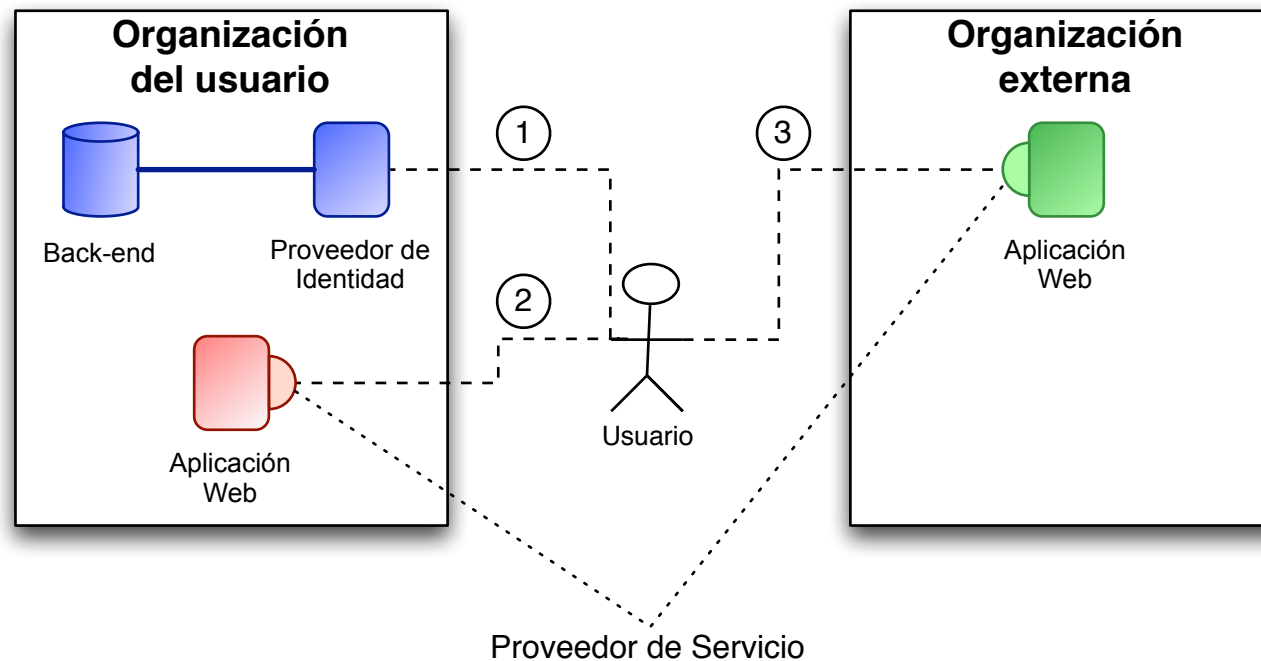 Organización
del usuario
Organización
externa
1
3
Back-end
Proveedor de
Identidad
Aplicación
Web
2
Usuario
Aplicación
Web
Proveedor de Servicio